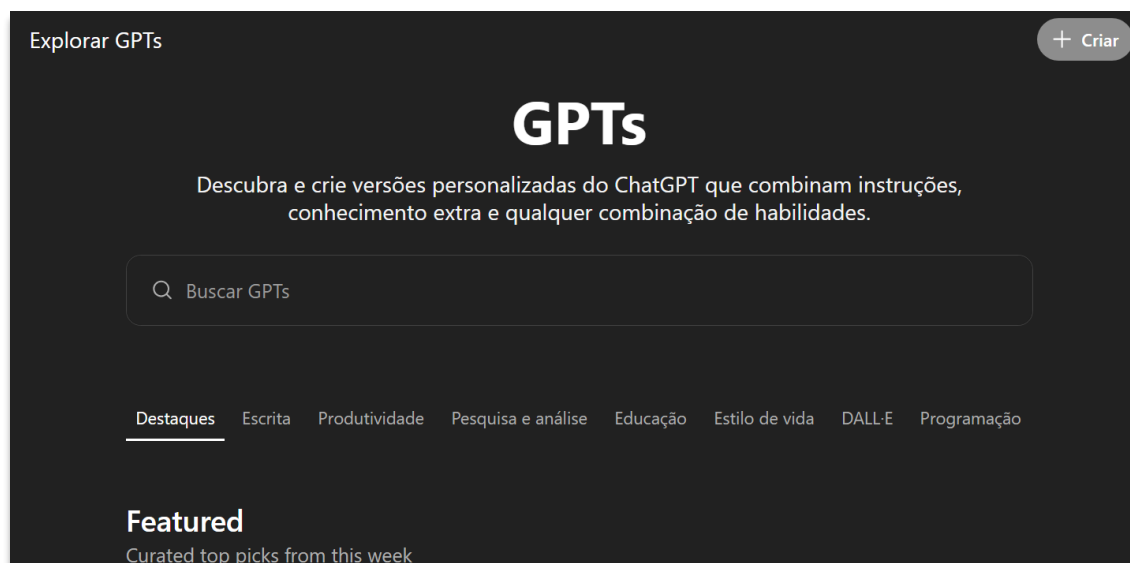 Explorar GPTs
+ Criar
GPTs
Descubra e crie versões personalizadas do ChatGPT que combinam instruções,
conhecimento extra e qualquer combinação de habilidades.
Buscar GPTs
Destaques Escrita Produtividade Pesquisa e análise Educação Estilo de vida DALL·E Programação
Featured
Curated top picks from this week